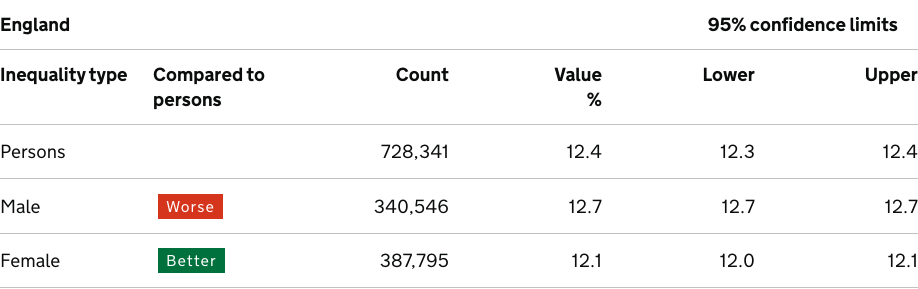 England 95% confidence limits
Inequality type Compared to persons Count Value % Lower Upper
Persons 728,341 12.4 12.3 12.4
Male Worse 340,546 12.7 12.7 12.7
Female Better 387,795 12.1 12.0 12.1